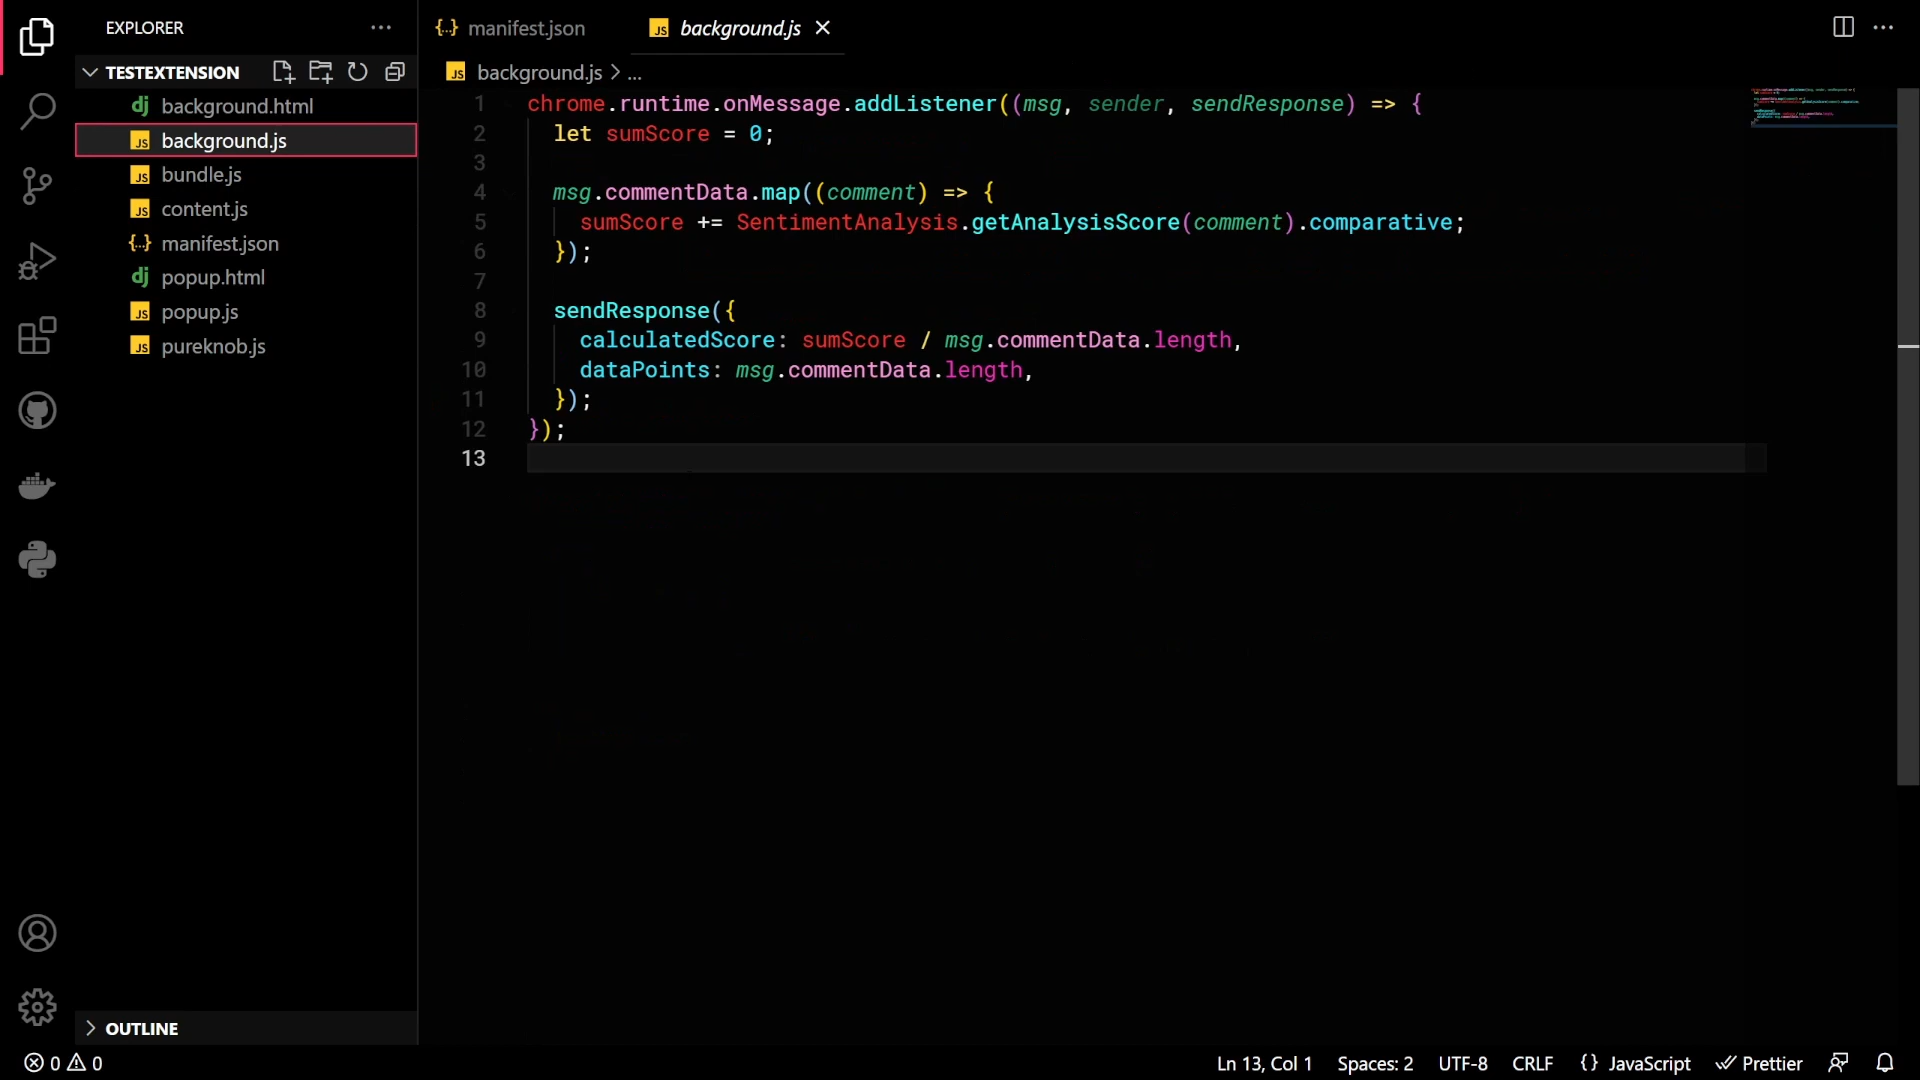 EXPLORER
TESTEXTENSION
background.html
background.js
bundle.js
content.js
manifest.json
popup.html
popup.js
pureknob.js
OUTLINE
manifest.json
background.js
background.js > ...
1 chrome.runtime.onMessage.addListener((msg, sender, sendResponse) => {
2 let sumScore = 0;
3
4 msg.commentData.map((comment) => {
5 sumScore += SentimentAnalysis.getAnalysisScore(comment).comparative;
6 });
7
8 sendResponse({
9 calculatedScore: sumScore / msg.commentData.length,
10 dataPoints: msg.commentData.length,
11 });
12 });
13
0 0 Ln 13, Col 1 Spaces: 2 UTF-8 CRLF {} JavaScript Prettier